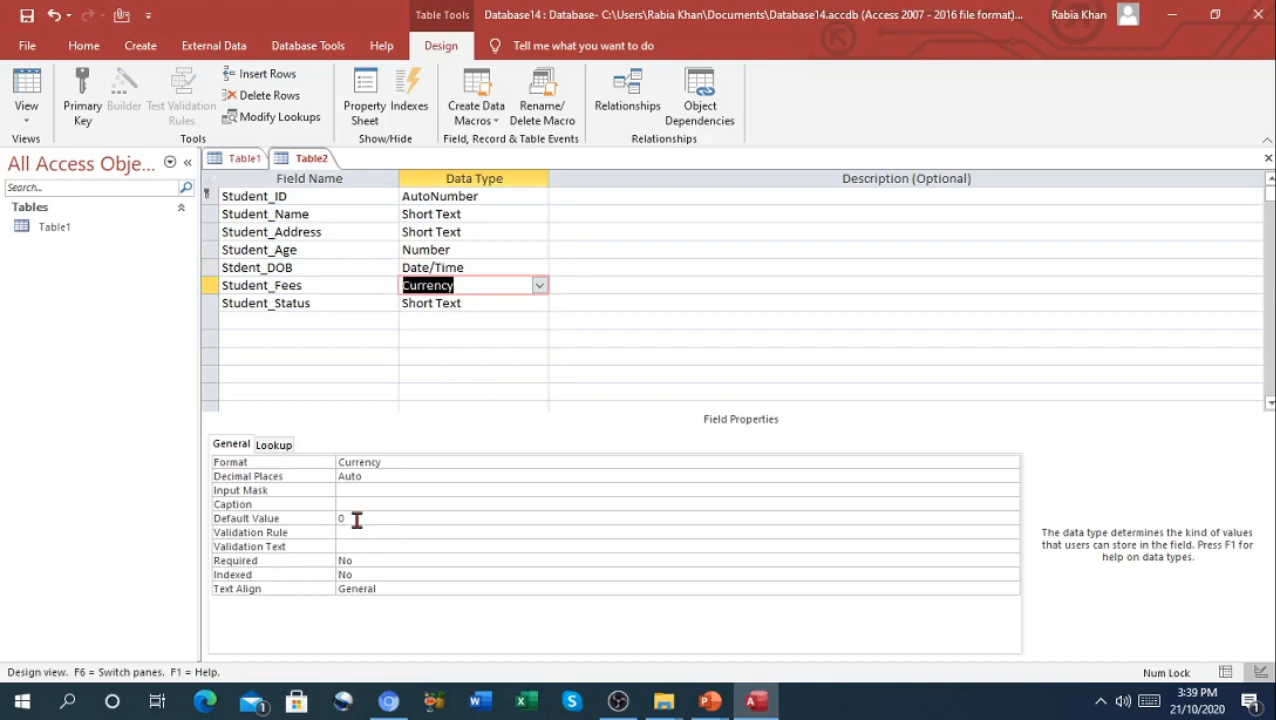 Table Tools
Database14 : Database- C:\Users\Rabia Khan\Documents\Database14.accdb (Access 2007 - 2016 file format)...
Rabia Khan
File Home Create External Data Database Tools Help Design Tell me what you want to do
View
Primary Key
Builder
Test Validation Rules
Insert Rows
Delete Rows
Modify Lookups
Property Sheet
Indexes
Create Data Macros
Rename/ Delete Macro
Relationships
Object Dependencies
Views Tools Show/Hide Field, Record & Table Events Relationships
All Access Obje...
Search...
Tables
Table1
Table1 Table2
Field Name Data Type Description (Optional)
Student_ID AutoNumber
Student_Name Short Text
Student_Address Short Text
Student_Age Number
Stdent_DOB Date/Time
Student_Fees Currency
Student_Status Short Text
Field Properties
General Lookup
Format Currency
Decimal Places Auto
Input Mask
Caption
Default Value 0
Validation Rule
Validation Text
Required No
Indexed No
Text Align General
The data type determines the kind of values
that users can store in the field. Press F1 for
help on data types.
Design view. F6 = Switch panes. F1 = Help.
Num Lock
3:39 PM
21/10/2020